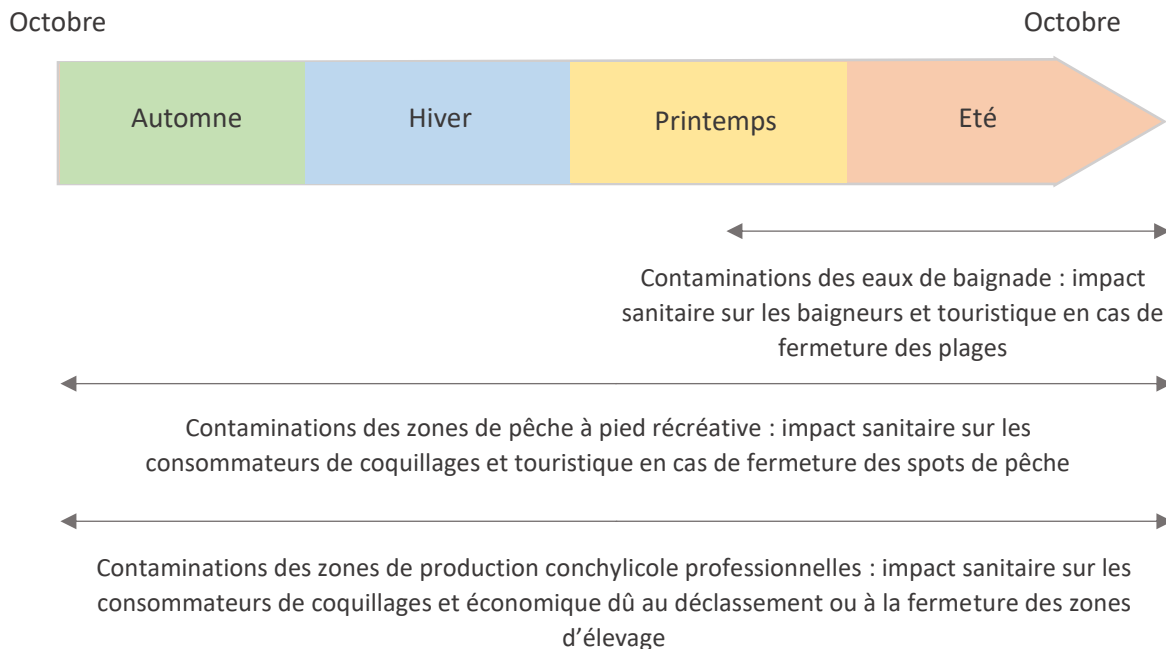 Octobre
Octobre
Automne
Hiver
Printemps
Eté
Contaminations des eaux de baignade : impact
sanitaire sur les baigneurs et touristique en cas de
fermeture des plages
Contaminations des zones de pêche à pied récréative : impact sanitaire sur les
consommateurs de coquillages et touristique en cas de fermeture des spots de pêche
Contaminations des zones de production conchylicole professionnelles : impact sanitaire sur les
consommateurs de coquillages et économique dû au déclassement ou à la fermeture des zones
d’élevage